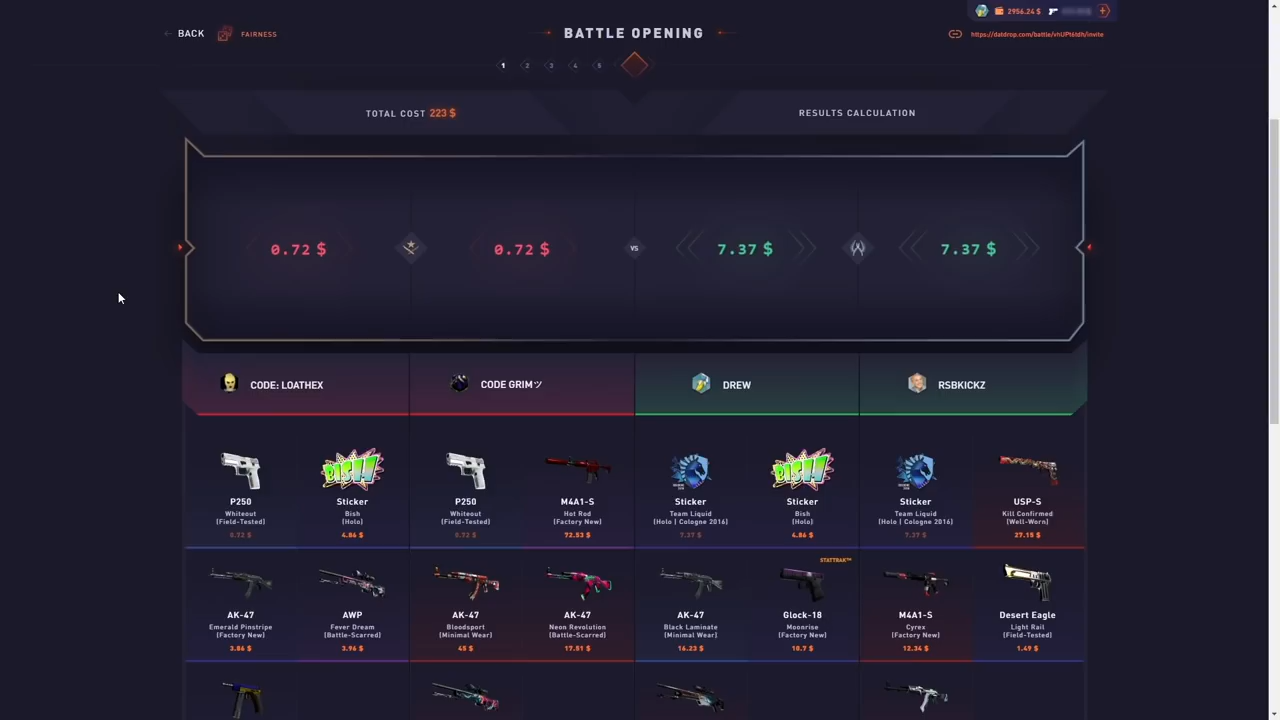 2956.24 $
BACK
FAIRNESS
BATTLE OPENING
https://datdrop.com/battle/vhUPt6tdh/invite
1 2 3 4 5
TOTAL COST 223 $
RESULTS CALCULATION
0.72 $
0.72 $
VS
7.37 $
7.37 $
CODE: LOATHEX
CODE GRIMツ
DREW
RSBKICKZ
BISH
BISH
P250
Whiteout
(Field-Tested)
0.72 $
Sticker
Bish
(Holo)
4.86 $
P250
Whiteout
(Field-Tested)
0.72 $
M4A1-S
Hot Rod
(Factory New)
72.53 $
Sticker
Team Liquid
(Holo | Cologne 2016)
7.37 $
Sticker
Bish
(Holo)
4.86 $
Sticker
Team Liquid
(Holo | Cologne 2016)
7.37 $
USP-S
Kill Confirmed
(Well-Worn)
27.15 $
AK-47
Emerald Pinstripe
(Factory New)
3.86 $
AWP
Fever Dream
(Battle-Scarred)
3.96 $
AK-47
Bloodsport
(Minimal Wear)
45 $
AK-47
Neon Revolution
(Battle-Scarred)
17.51 $
AK-47
Black Laminate
(Minimal Wear)
16.23 $
STATTRAK™
Glock-18
Moonrise
(Factory New)
10.7 $
M4A1-S
Cyrex
(Factory New)
12.34 $
Desert Eagle
Light Rail
(Field-Tested)
1.49 $